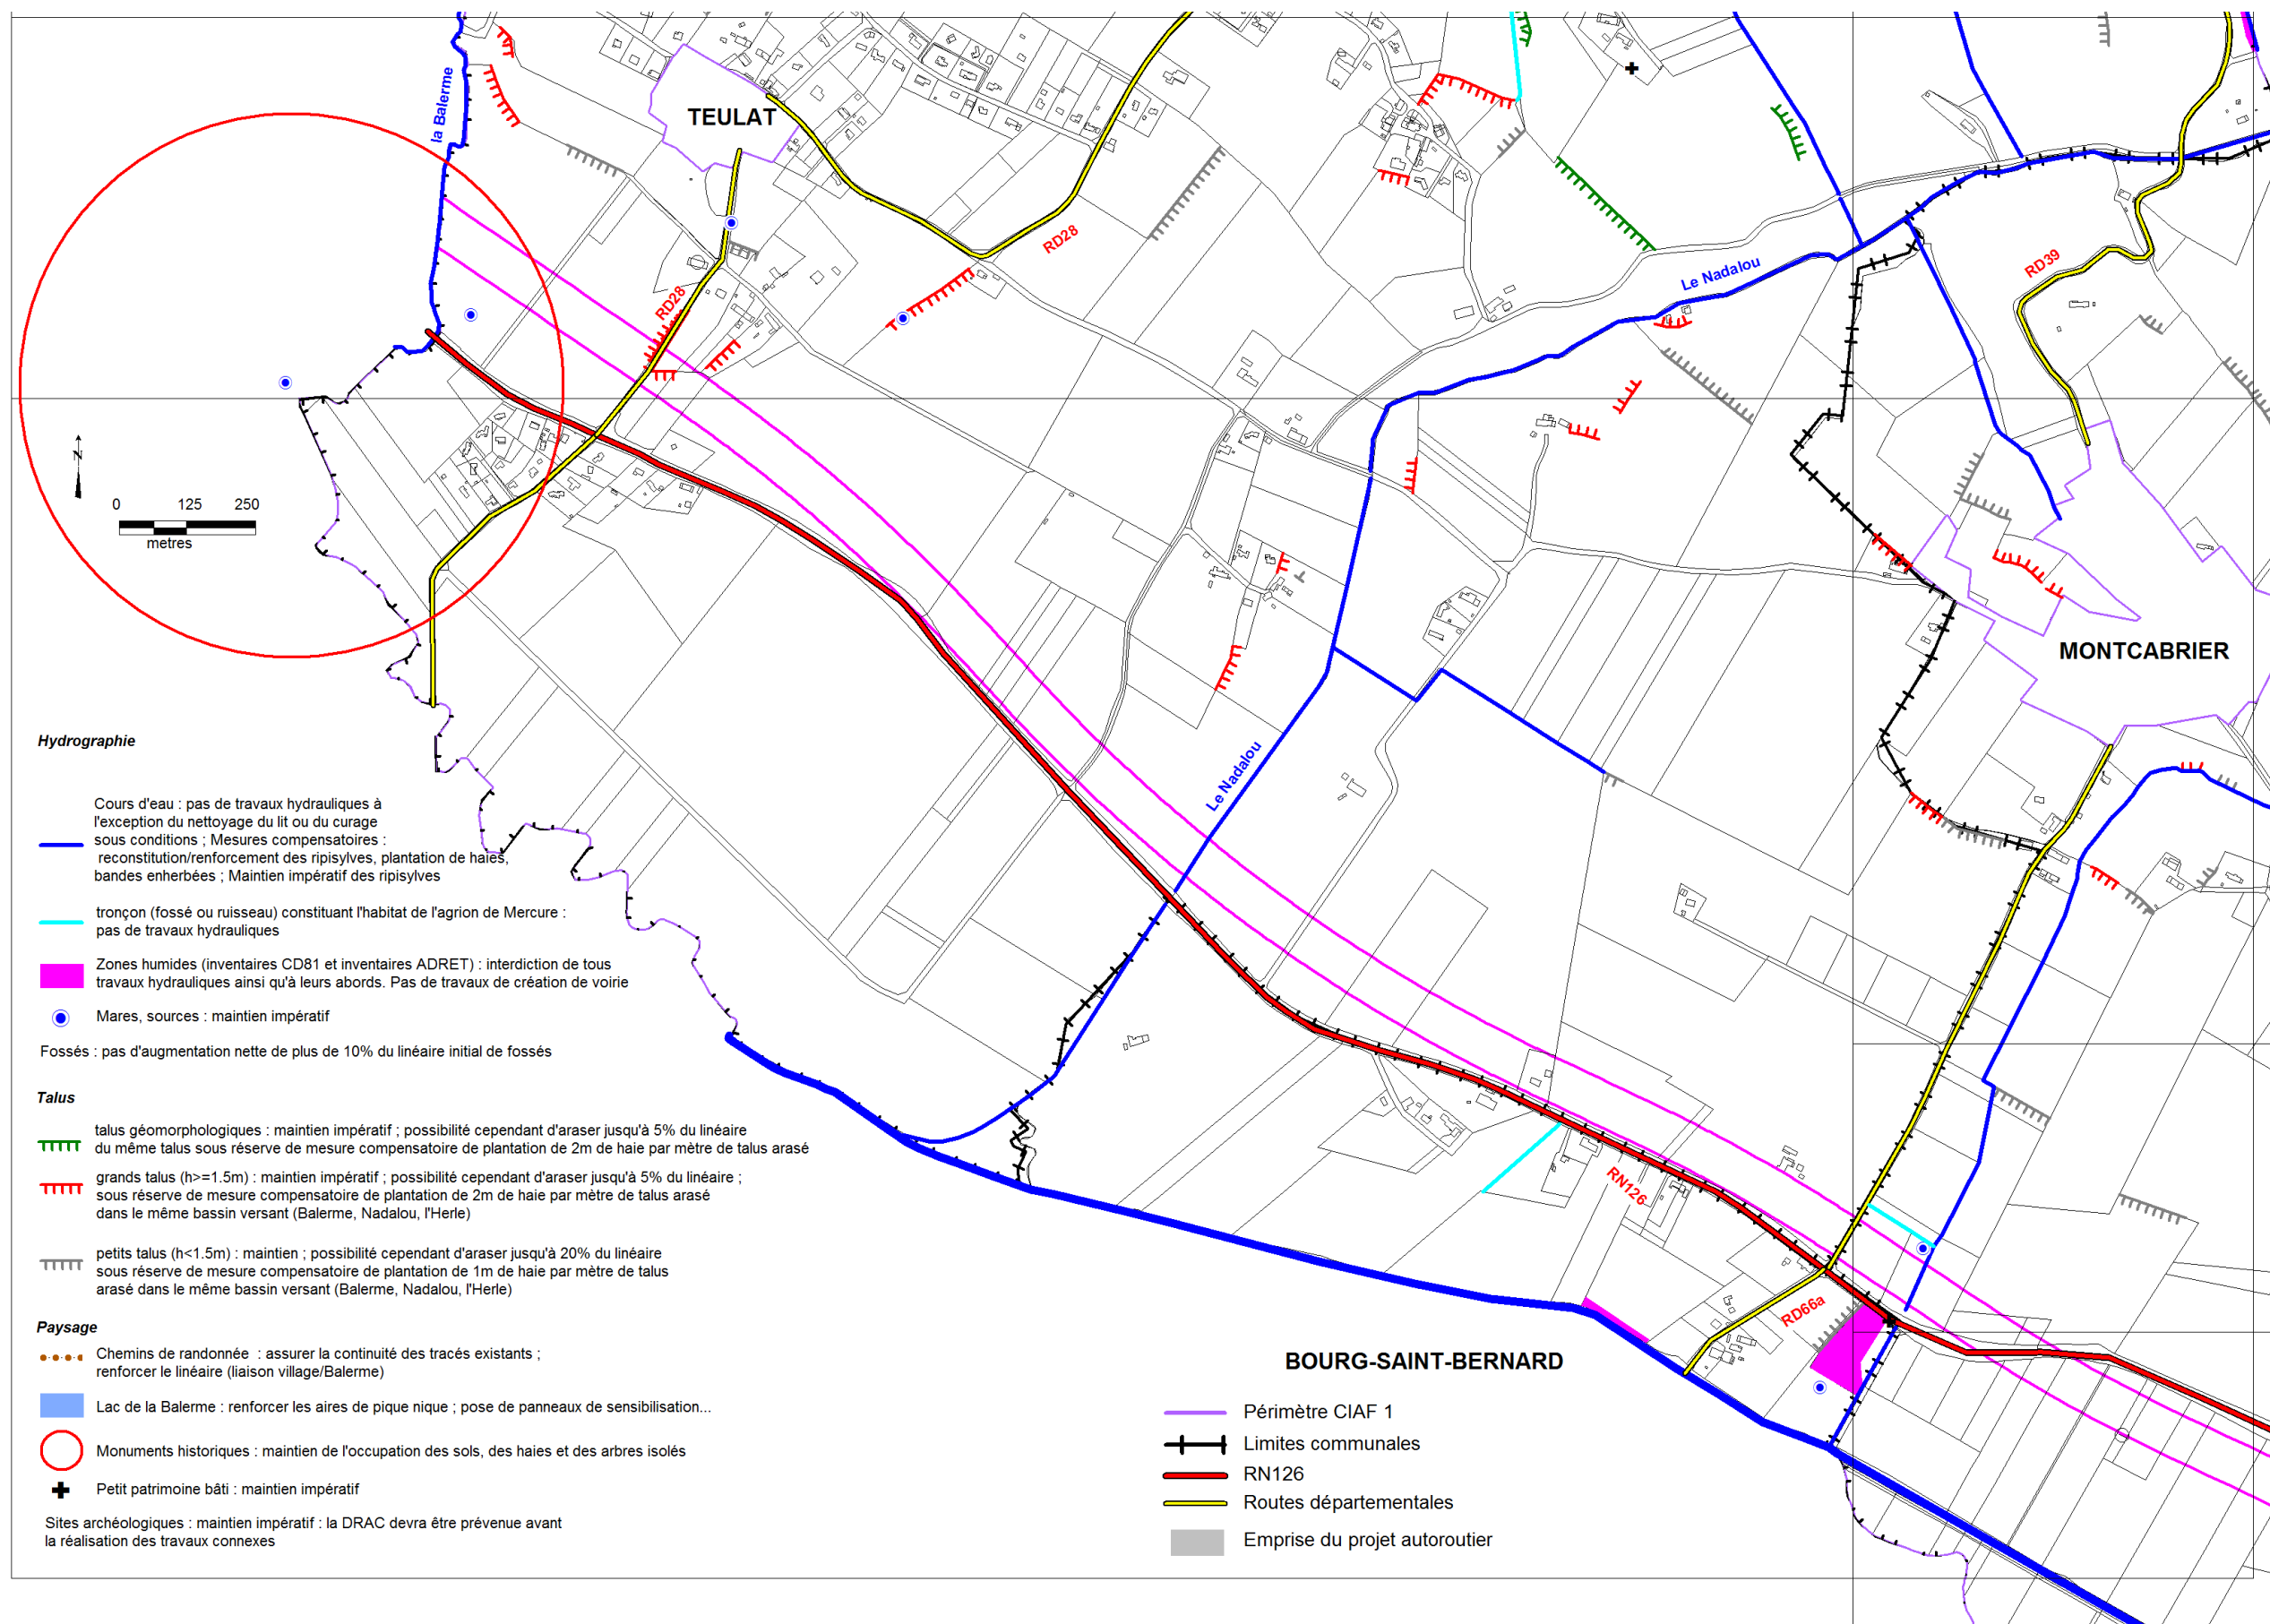 la Balerme
TEULAT
RD28
RD28
Le Nadalou
RD39
N
0 125 250
metres
MONTCABRIER
Le Nadalou
RN126
RD66a
BOURG-SAINT-BERNARD
Hydrographie
Cours d'eau : pas de travaux hydrauliques à
l'exception du nettoyage du lit ou du curage
sous conditions ; Mesures compensatoires :
reconstitution/renforcement des ripisylves, plantation de haies,
bandes enherbées ; Maintien impératif des ripisylves
tronçon (fossé ou ruisseau) constituant l'habitat de l'agrion de Mercure :
pas de travaux hydrauliques
Zones humides (inventaires CD81 et inventaires ADRET) : interdiction de tous
travaux hydrauliques ainsi qu'à leurs abords. Pas de travaux de création de voirie
Mares, sources : maintien impératif
Fossés : pas d'augmentation nette de plus de 10% du linéaire initial de fossés
Talus
talus géomorphologiques : maintien impératif ; possibilité cependant d'araser jusqu'à 5% du linéaire
du même talus sous réserve de mesure compensatoire de plantation de 2m de haie par mètre de talus arasé
grands talus (h>=1.5m) : maintien impératif ; possibilité cependant d'araser jusqu'à 5% du linéaire ;
sous réserve de mesure compensatoire de plantation de 2m de haie par mètre de talus arasé
dans le même bassin versant (Balerme, Nadalou, l'Herle)
petits talus (h<1.5m) : maintien ; possibilité cependant d'araser jusqu'à 20% du linéaire
sous réserve de mesure compensatoire de plantation de 1m de haie par mètre de talus
arasé dans le même bassin versant (Balerme, Nadalou, l'Herle)
Paysage
Chemins de randonnée : assurer la continuité des tracés existants ;
renforcer le linéaire (liaison village/Balerme)
Lac de la Balerme : renforcer les aires de pique nique ; pose de panneaux de sensibilisation...
Monuments historiques : maintien de l'occupation des sols, des haies et des arbres isolés
Petit patrimoine bâti : maintien impératif
Sites archéologiques : maintien impératif : la DRAC devra être prévenue avant
la réalisation des travaux connexes
Périmètre CIAF 1
Limites communales
RN126
Routes départementales
Emprise du projet autoroutier